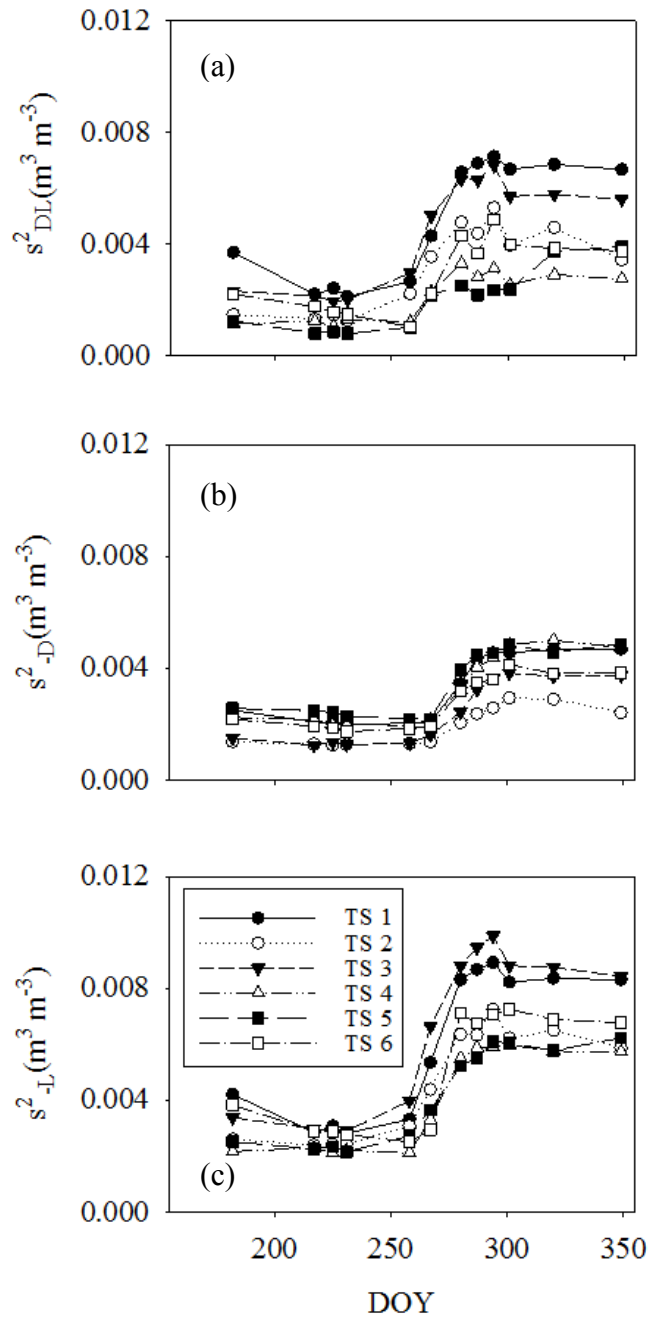 0.012
(a)
0.008
0.004
0.000
s²DL(m³ m⁻³)
0.012
(b)
0.008
0.004
0.000
s²-D(m³ m⁻³)
0.012
TS 1
TS 2
TS 3
TS 4
TS 5
TS 6
0.008
0.004
0.000
s²-L(m³ m⁻³)
(c)
200 250 300 350
DOY